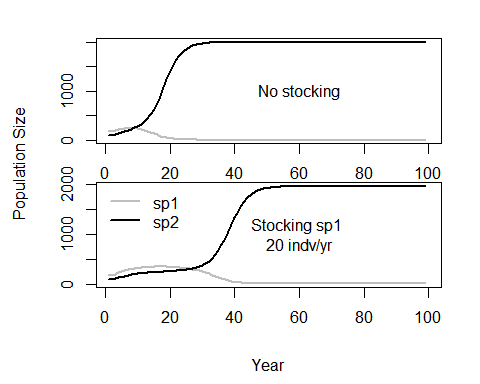 Population Size
1000
0
No stocking
0 20 40 60 80 100
2000
1000
0
sp1
sp2
Stocking sp1
20 indv/yr
0 20 40 60 80 100
Year